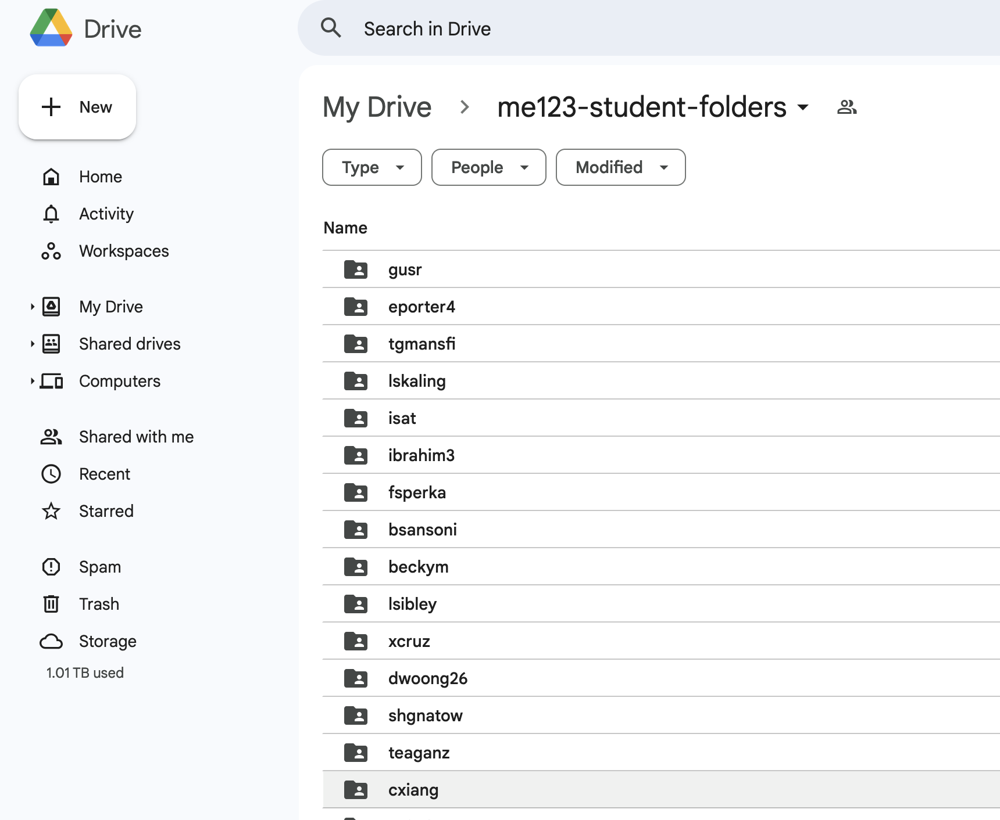 Drive
Search in Drive
New
My Drive
me123-student-folders
Type
People
Modified
Home
Activity
Workspaces
My Drive
Shared drives
Computers
Shared with me
Recent
Starred
Spam
Trash
Storage
1.01 TB used
Name
gusr
eporter4
tgmansfi
lskaling
isat
ibrahim3
fsperka
bsansoni
beckym
lsibley
xcruz
dwoong26
shgnatow
teaganz
cxiang